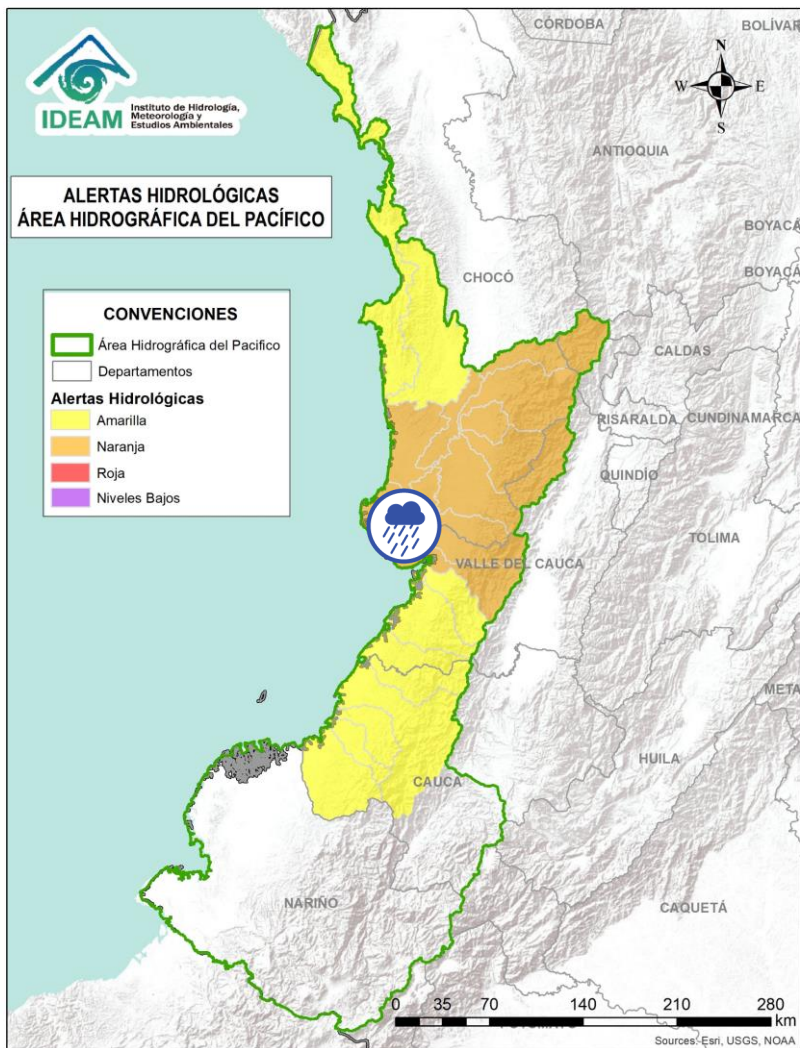 CÓRDOBA
BOLÍVAR
N
W
E
S
IDEAM
Instituto de Hidrología,
Meteorología y
Estudios Ambientales
ANTIOQUIA
ALERTAS HIDROLÓGICAS
ÁREA HIDROGRÁFICA DEL PACÍFICO
BOYACÁ
BOYACÁ
CHOCÓ
CONVENCIONES
Área Hidrográfica del Pacifico
Departamentos
Alertas Hidrológicas
Amarilla
Naranja
Roja
Niveles Bajos
CALDAS
RISARALDA
CUNDINAMARCA
QUINDÍO
TOLIMA
VALLE DEL CAUCA
META
HUILA
CAUCA
NARIÑO
CAQUETÁ
0 35 70 140 210 280
km
Sources: Esri, USGS, NOAA